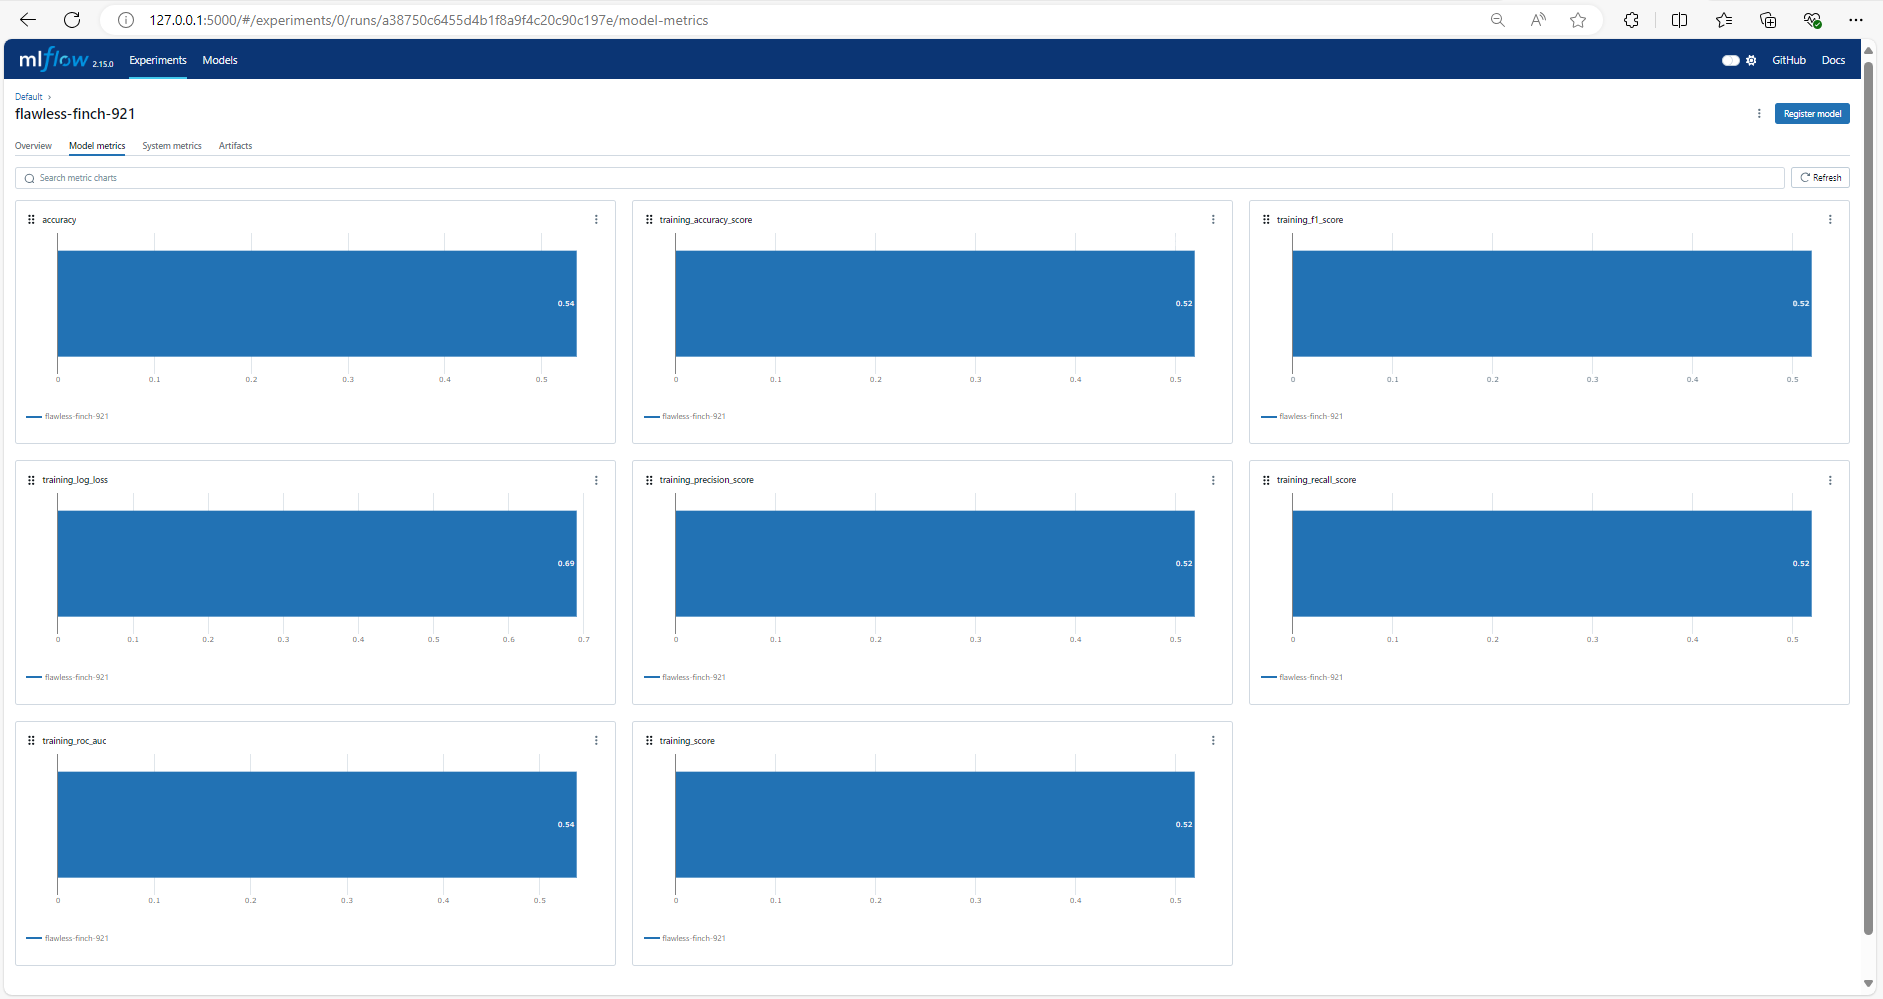 127.0.0.1:5000/#/experiments/0/runs/a38750c6455d4b1f8a9f4c20c90c197e/model-metrics
mlflow 2.15.0 Experiments Models GitHub Docs
Default ›
flawless-finch-921
Register model
Overview Model metrics System metrics Artifacts
Search metric charts
Refresh
accuracy
0.54
0 0.1 0.2 0.3 0.4 0.5
flawless-finch-921
training_accuracy_score
0.52
0 0.1 0.2 0.3 0.4 0.5
flawless-finch-921
training_f1_score
0.52
0 0.1 0.2 0.3 0.4 0.5
flawless-finch-921
training_log_loss
0.69
0 0.1 0.2 0.3 0.4 0.5 0.6 0.7
flawless-finch-921
training_precision_score
0.52
0 0.1 0.2 0.3 0.4 0.5
flawless-finch-921
training_recall_score
0.52
0 0.1 0.2 0.3 0.4 0.5
flawless-finch-921
training_roc_auc
0.54
0 0.1 0.2 0.3 0.4 0.5
flawless-finch-921
training_score
0.52
0 0.1 0.2 0.3 0.4 0.5
flawless-finch-921